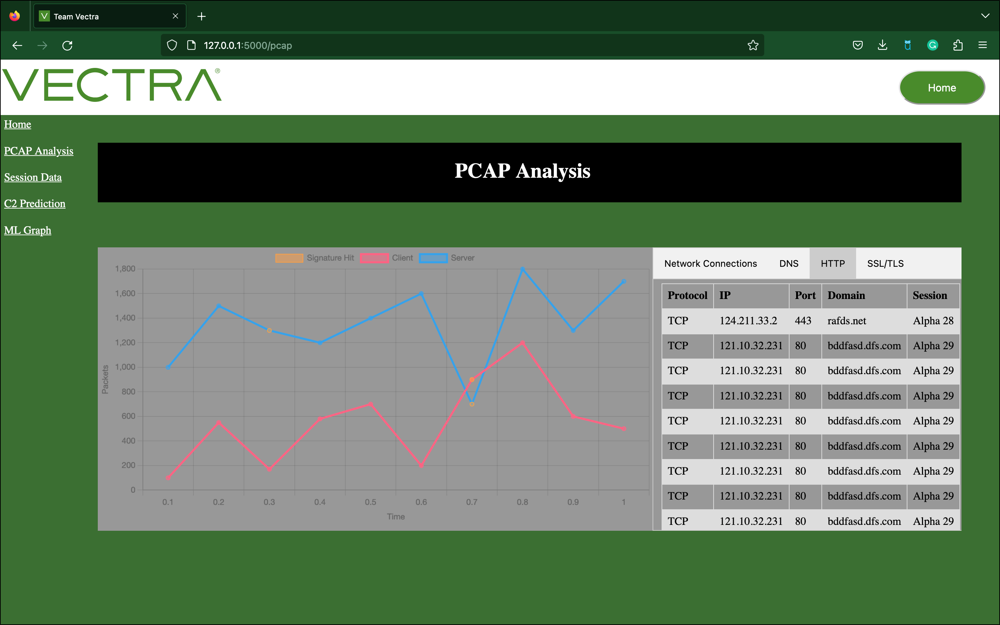 Team Vectra
127.0.0.1:5000/pcap
VECTRA®
Home
Home
PCAP Analysis
Session Data
C2 Prediction
ML Graph
PCAP Analysis
Signature Hit Client Server
1,800
1,600
1,400
1,200
1,000
800
600
400
200
0
Packets
0.1 0.2 0.3 0.4 0.5 0.6 0.7 0.8 0.9 1
Time
Network Connections DNS HTTP SSL/TLS
Protocol IP Port Domain Session
TCP 124.211.33.2 443 rafds.net Alpha 28
TCP 121.10.32.231 80 bddfasd.dfs.com Alpha 29
TCP 121.10.32.231 80 bddfasd.dfs.com Alpha 29
TCP 121.10.32.231 80 bddfasd.dfs.com Alpha 29
TCP 121.10.32.231 80 bddfasd.dfs.com Alpha 29
TCP 121.10.32.231 80 bddfasd.dfs.com Alpha 29
TCP 121.10.32.231 80 bddfasd.dfs.com Alpha 29
TCP 121.10.32.231 80 bddfasd.dfs.com Alpha 29
TCP 121.10.32.231 80 bddfasd.dfs.com Alpha 29